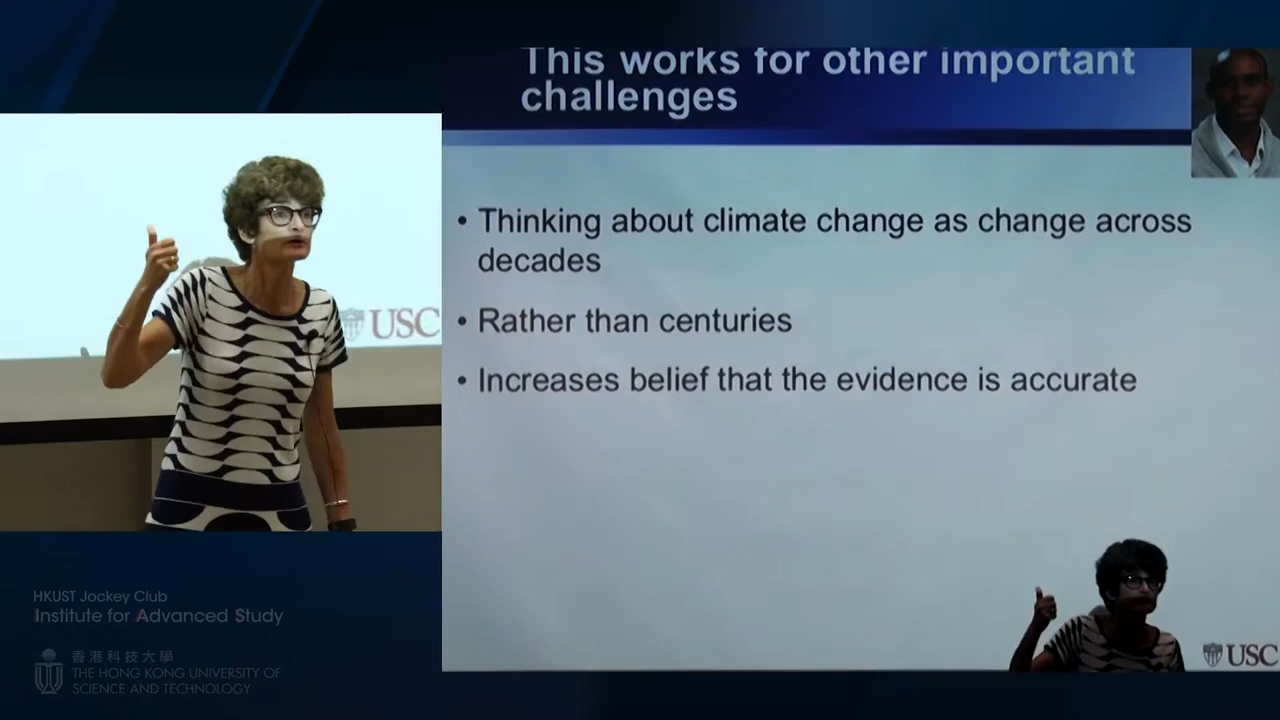 This works for other important
challenges
• Thinking about climate change as change across
decades
• Rather than centuries
• Increases belief that the evidence is accurate
USC
USC
HKUST Jockey Club
Institute for Advanced Study
香港科技大學
THE HONG KONG UNIVERSITY OF
SCIENCE AND TECHNOLOGY